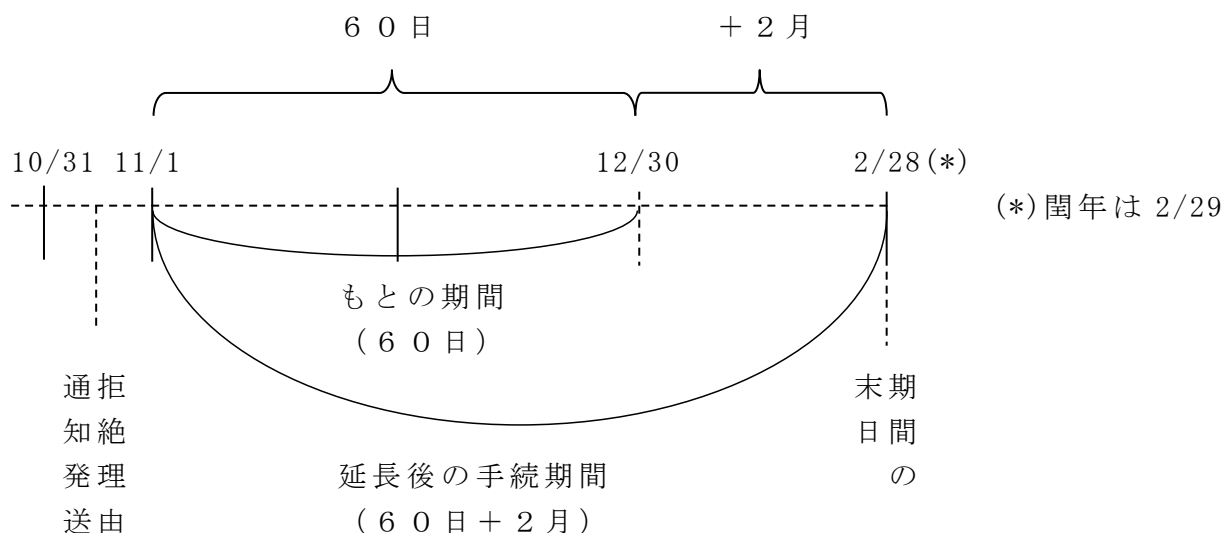 ６０日
＋２月
10/31
11/1
12/30
2/28(*)
(*)閏年は 2/29
もとの期間
（６０日）
拒絶理由
通知発送
期間の
末日
延長後の手続期間
（６０日＋２月）